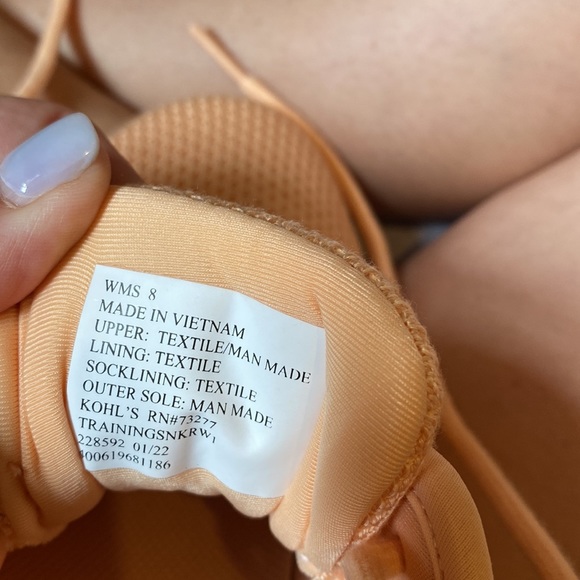 WMS 8
MADE IN VIETNAM
UPPER: TEXTILE/MAN MADE
LINING: TEXTILE
SOCKLINING: TEXTILE
OUTER SOLE: MAN MADE
KOHL'S RN#73277
TRAININGSNKRW1
228592 01/22
400619681186